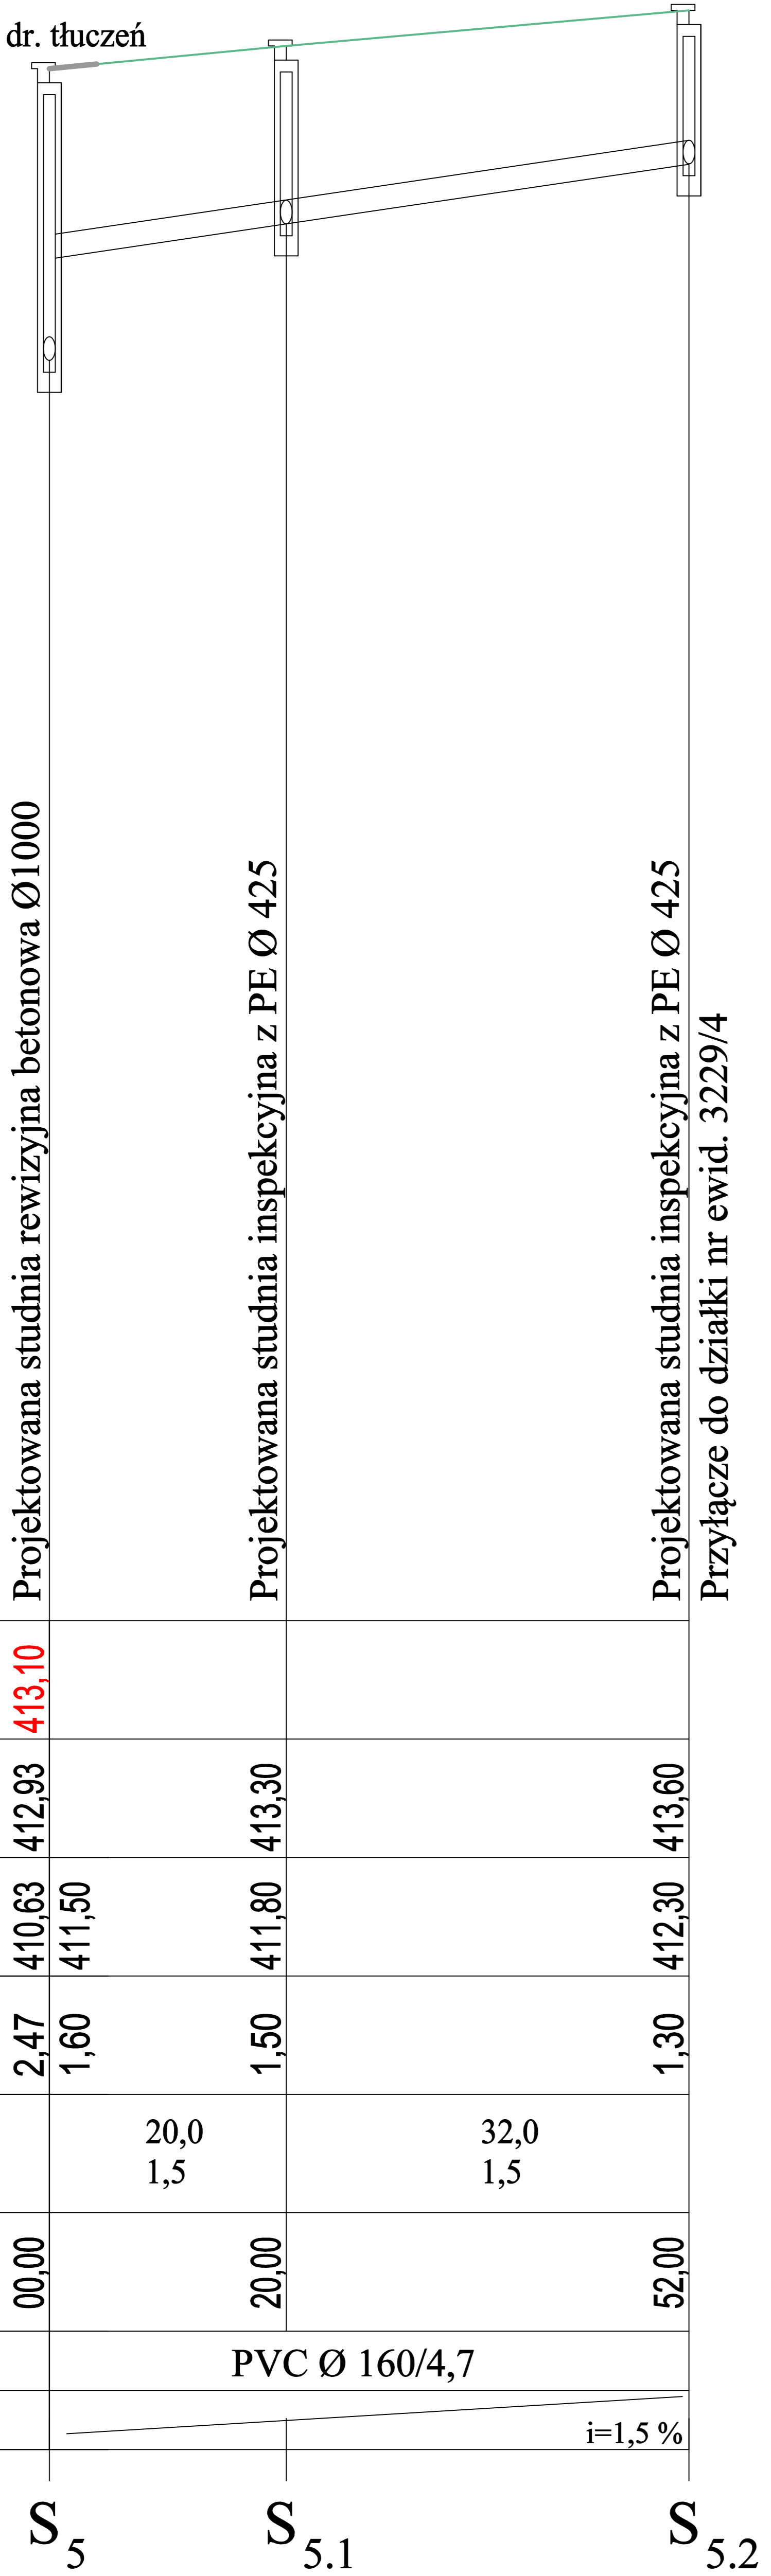 dr. tłuczeń
Projektowana studnia rewizyjna betonowa Ø1000
Projektowana studnia inspekcyjna z PE Ø 425
Projektowana studnia inspekcyjna z PE Ø 425
Przyłącze do działki nr ewid. 3229/4
413,10
412,93
413,30
413,60
410,63
411,50
411,80
412,30
2,47
1,60
1,50
1,30
20,0
1,5
32,0
1,5
00,00
20,00
52,00
PVC Ø 160/4,7
i=1,5 %
S5
S5.1
S5.2